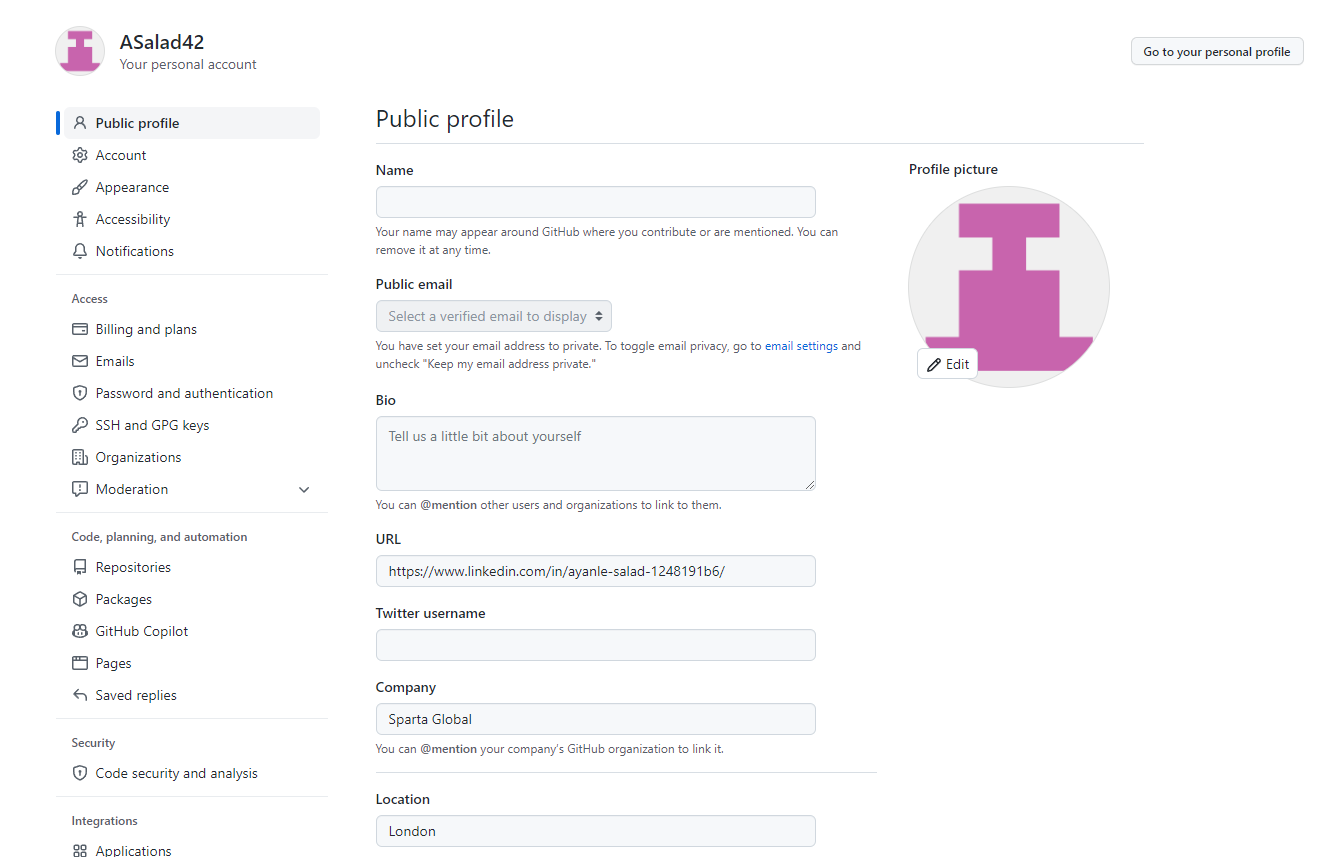 ASalad42
Your personal account
Go to your personal profile
Public profile
Account
Appearance
Accessibility
Notifications
Access
Billing and plans
Emails
Password and authentication
SSH and GPG keys
Organizations
Moderation
Code, planning, and automation
Repositories
Packages
GitHub Copilot
Pages
Saved replies
Security
Code security and analysis
Integrations
Applications
Public profile
Name
Your name may appear around GitHub where you contribute or are mentioned. You can
remove it at any time.
Public email
Select a verified email to display
You have set your email address to private. To toggle email privacy, go to email settings and
uncheck "Keep my email address private."
Bio
Tell us a little bit about yourself
You can @mention other users and organizations to link to them.
URL
https://www.linkedin.com/in/ayanle-salad-1248191b6/
Twitter username
Company
Sparta Global
You can @mention your company's GitHub organization to link it.
Location
London
Profile picture
Edit